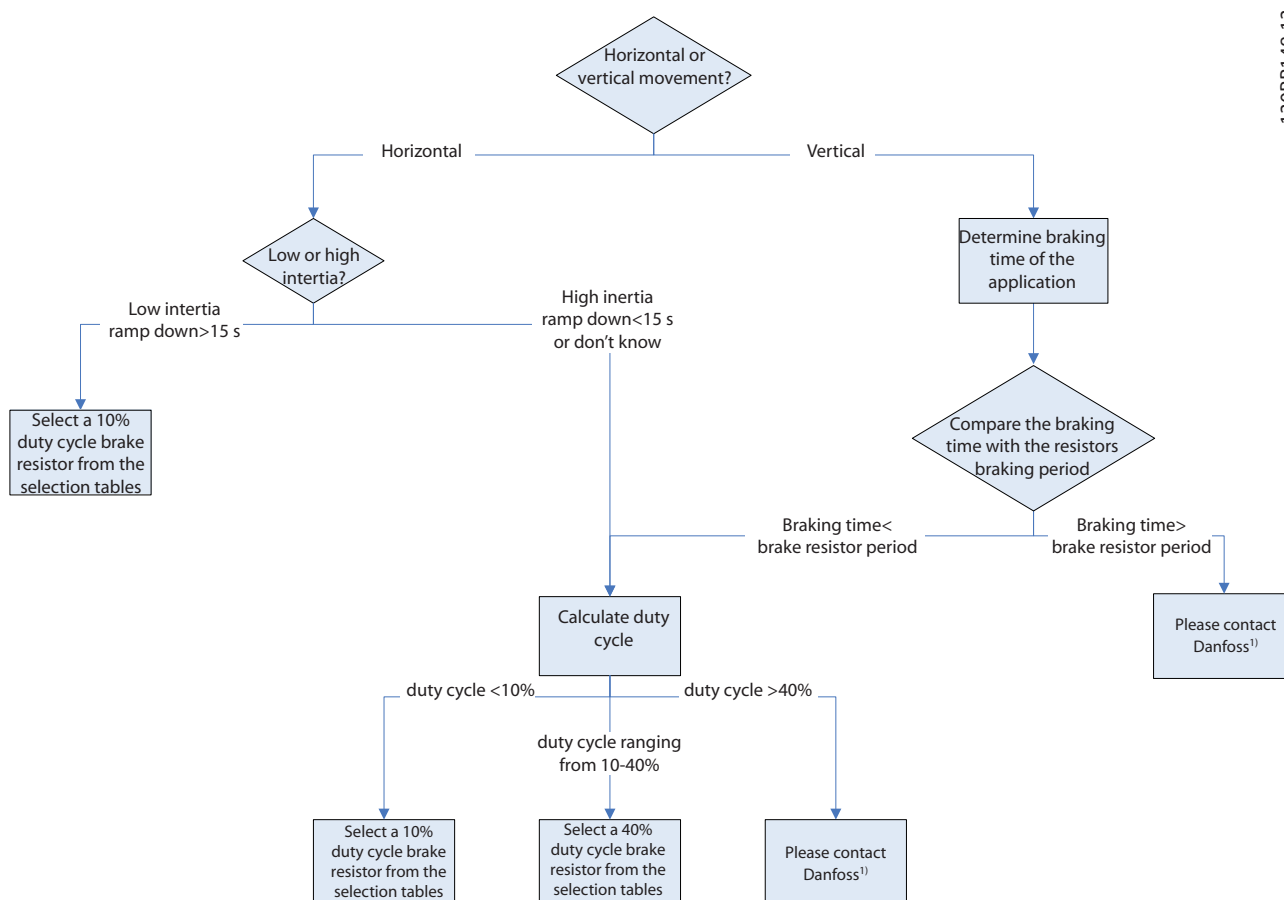 Horizontal or
vertical movement?
Horizontal
Vertical
Low or high
intertia?
Determine braking
time of the
application
Low intertia
ramp down>15 s
High inertia
ramp down<15 s
or don't know
Select a 10%
duty cycle brake
resistor from the
selection tables
Compare the braking
time with the resistors
braking period
Braking time<
brake resistor period
Braking time>
brake resistor period
Calculate duty
cycle
Please contact
Danfoss¹⁾
duty cycle <10%
duty cycle >40%
duty cycle ranging
from 10-40%
Select a 10%
duty cycle brake
resistor from the
selection tables
Select a 40%
duty cycle brake
resistor from the
selection tables
Please contact
Danfoss¹⁾